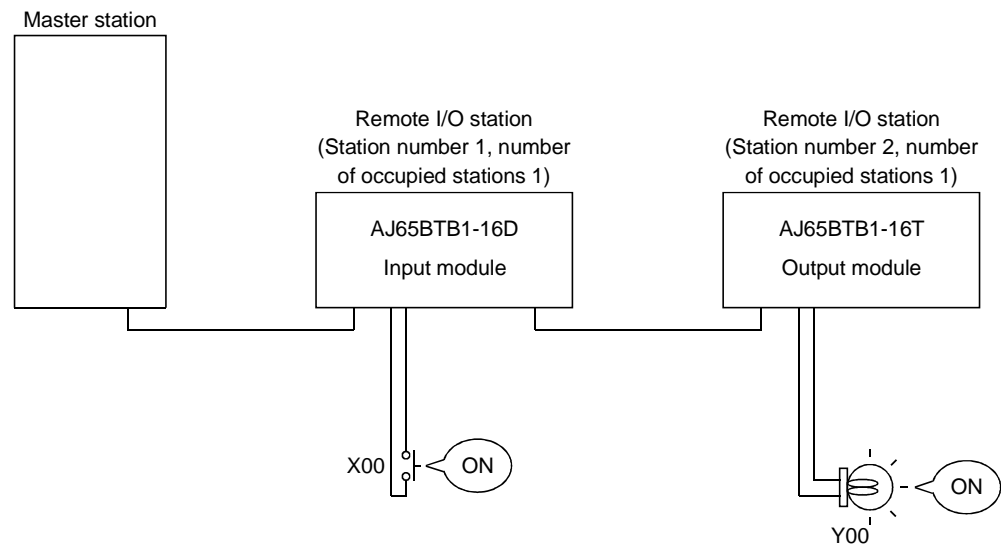 Master station
Remote I/O station
(Station number 1, number
of occupied stations 1)
Remote I/O station
(Station number 2, number
of occupied stations 1)
AJ65BTB1-16D
Input module
AJ65BTB1-16T
Output module
X00
ON
ON
Y00